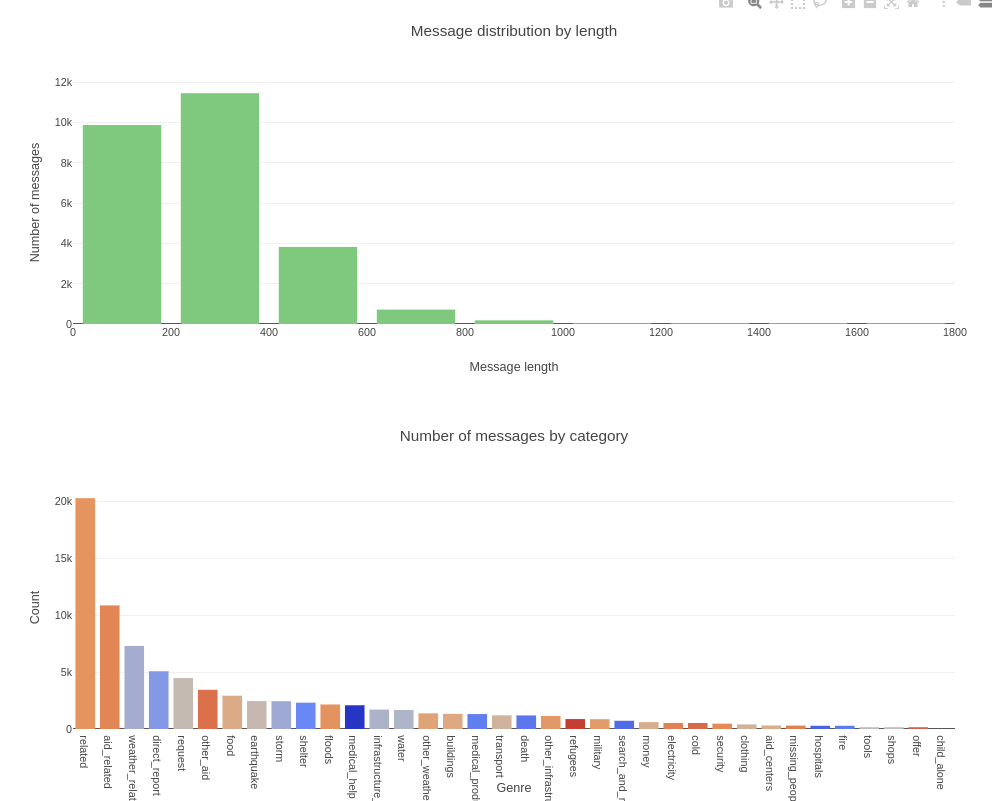 Message distribution by length
12k
10k
8k
6k
4k
2k
0
Number of messages
0 200 400 600 800 1000 1200 1400 1600 1800
Message length
Number of messages by category
20k
15k
10k
5k
0
Count
related
aid_related
weather_relat
direct_report
request
other_aid
food
earthquake
storm
shelter
floods
medical_help
infrastructure_
water
other_weathe
buildings
medical_prod
transport
death
other_infrastru
refugees
military
search_and_r
money
electricity
cold
security
clothing
aid_centers
missing_peop
hospitals
fire
tools
shops
offer
child_alone
Genre